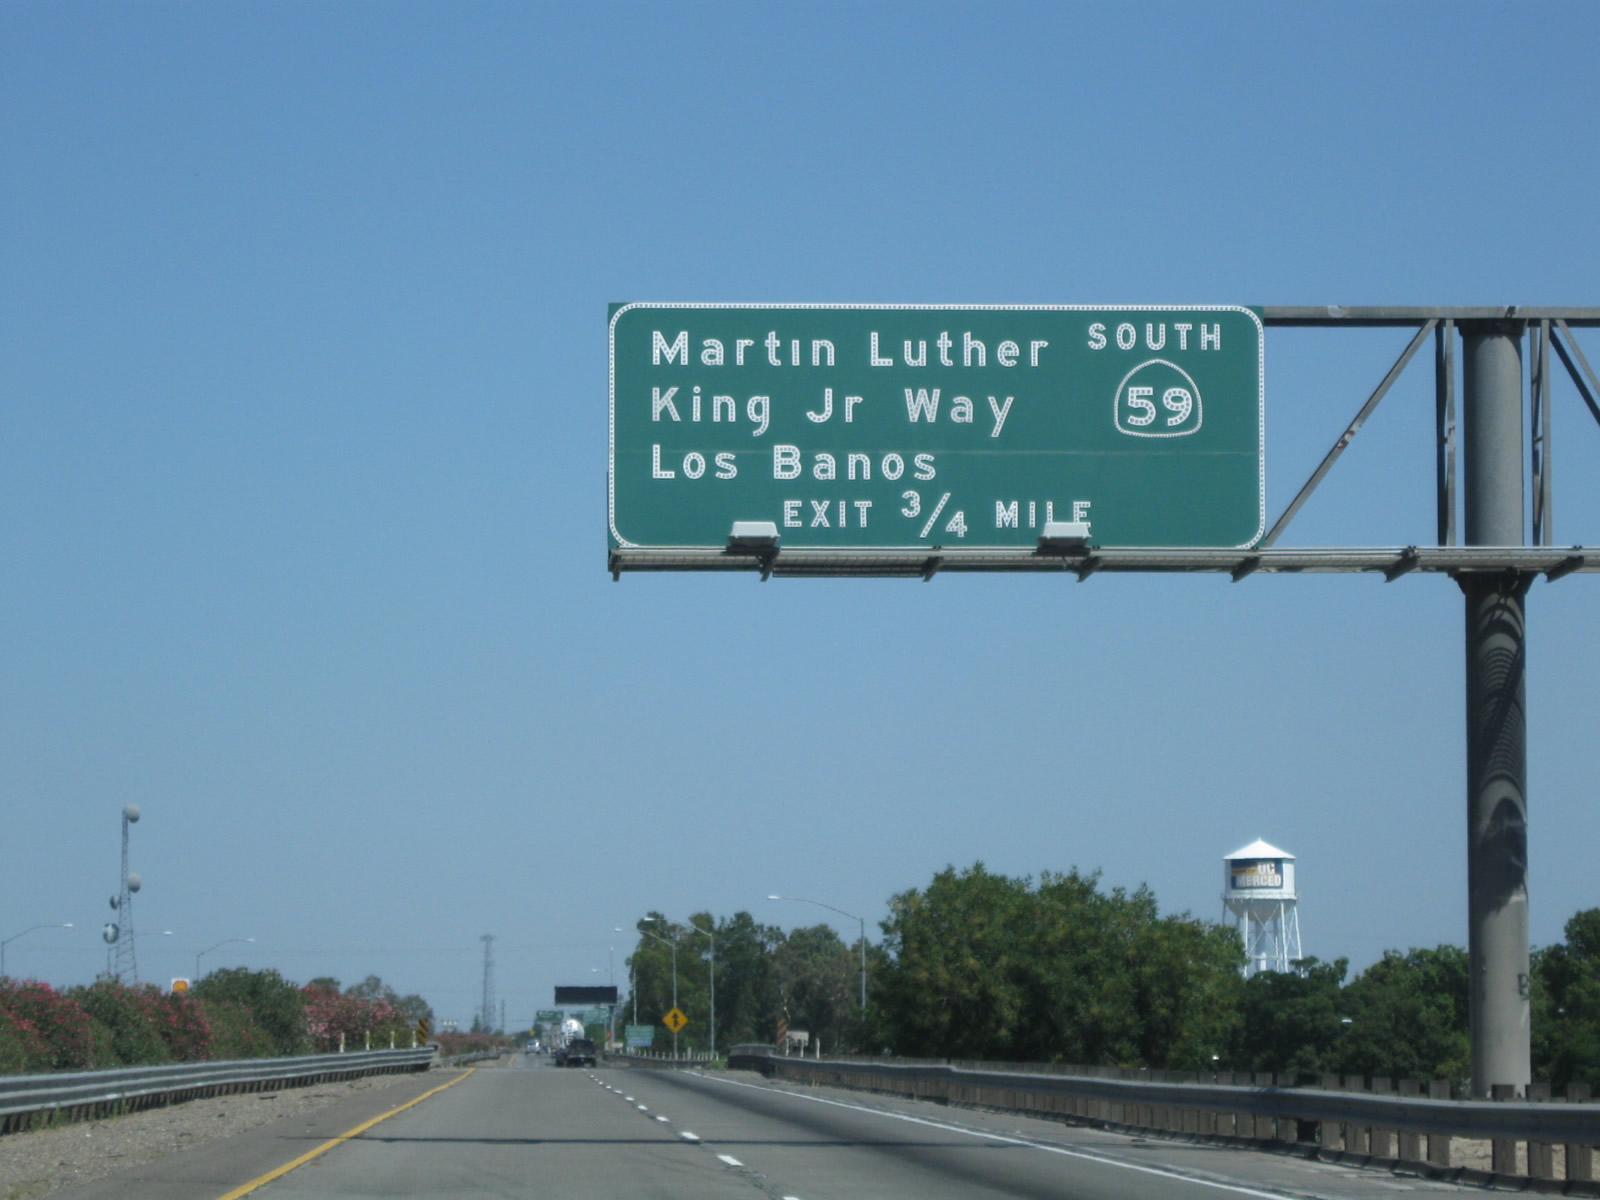 Martin Luther
King Jr Way
Los Banos
EXIT 3/4 MILE
SOUTH
59
UC
MERCED